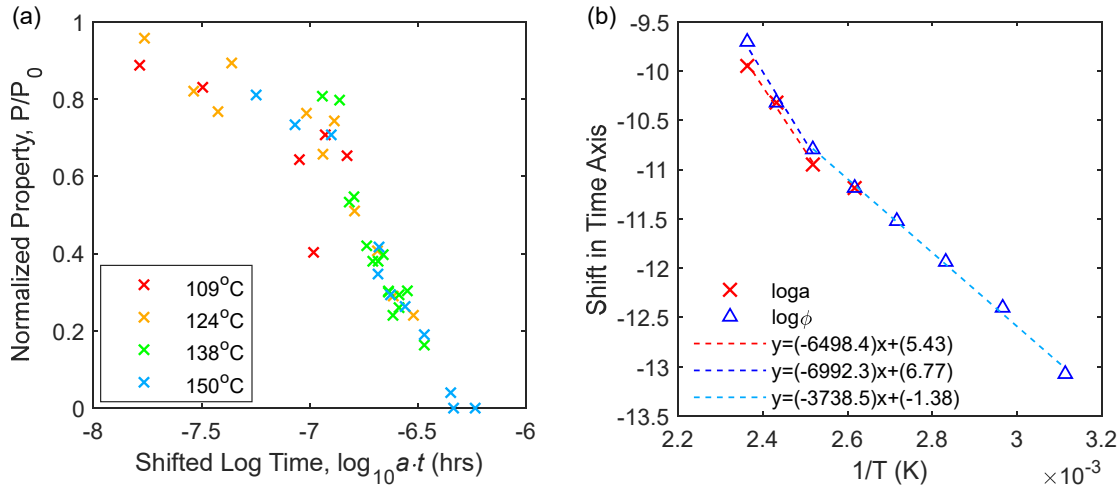 (a)
1
0.8
0.6
0.4
0.2
0
Normalized Property, P/P0
109°C
124°C
138°C
150°C
-8
-7.5
-7
-6.5
-6
Shifted Log Time, log10 a·t (hrs)
(b)
-9.5
-10
-10.5
-11
-11.5
-12
-12.5
-13
-13.5
Shift in Time Axis
loga
logϕ
y=(-6498.4)x+(5.43)
y=(-6992.3)x+(6.77)
y=(-3738.5)x+(-1.38)
2.2
2.4
2.6
2.8
3
3.2
1/T (K)
×10-3